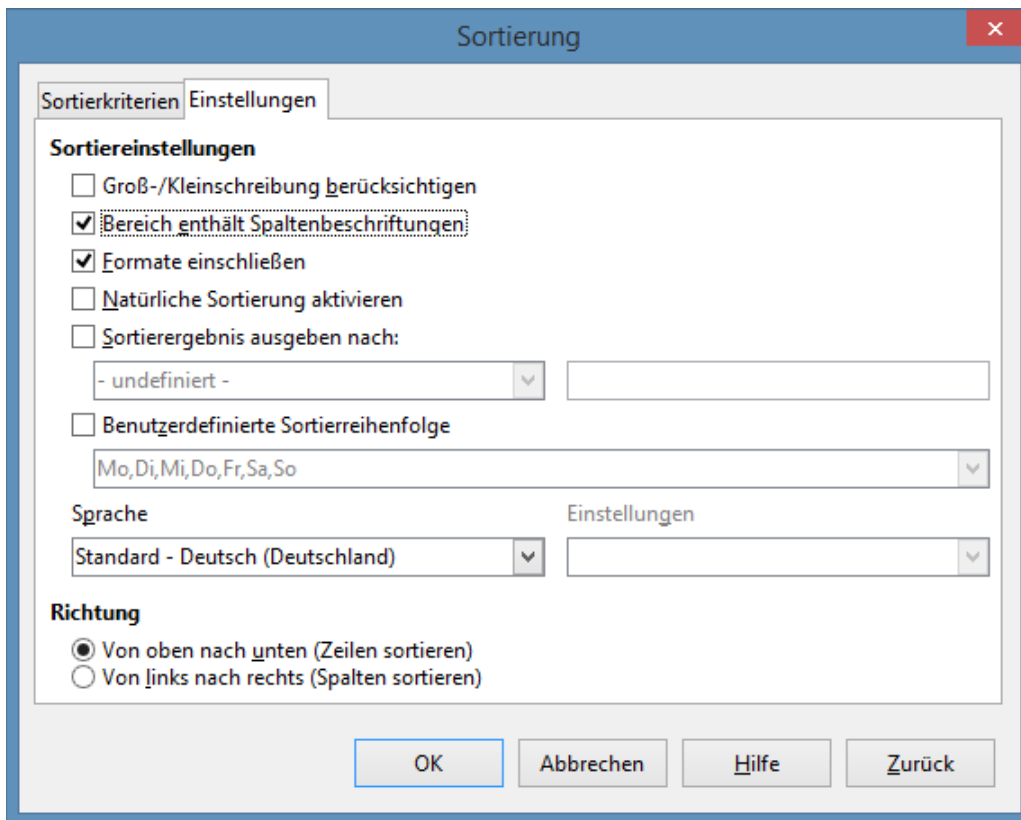 Sortierung
Sortierkriterien Einstellungen
Sortiereinstellungen
Groß-/Kleinschreibung berücksichtigen
Bereich enthält Spaltenbeschriftungen
Formate einschließen
Natürliche Sortierung aktivieren
Sortierergebnis ausgeben nach:
- undefiniert -
Benutzerdefinierte Sortierreihenfolge
Mo,Di,Mi,Do,Fr,Sa,So
Sprache Einstellungen
Standard - Deutsch (Deutschland)
Richtung
Von oben nach unten (Zeilen sortieren)
Von links nach rechts (Spalten sortieren)
OK Abbrechen Hilfe Zurück